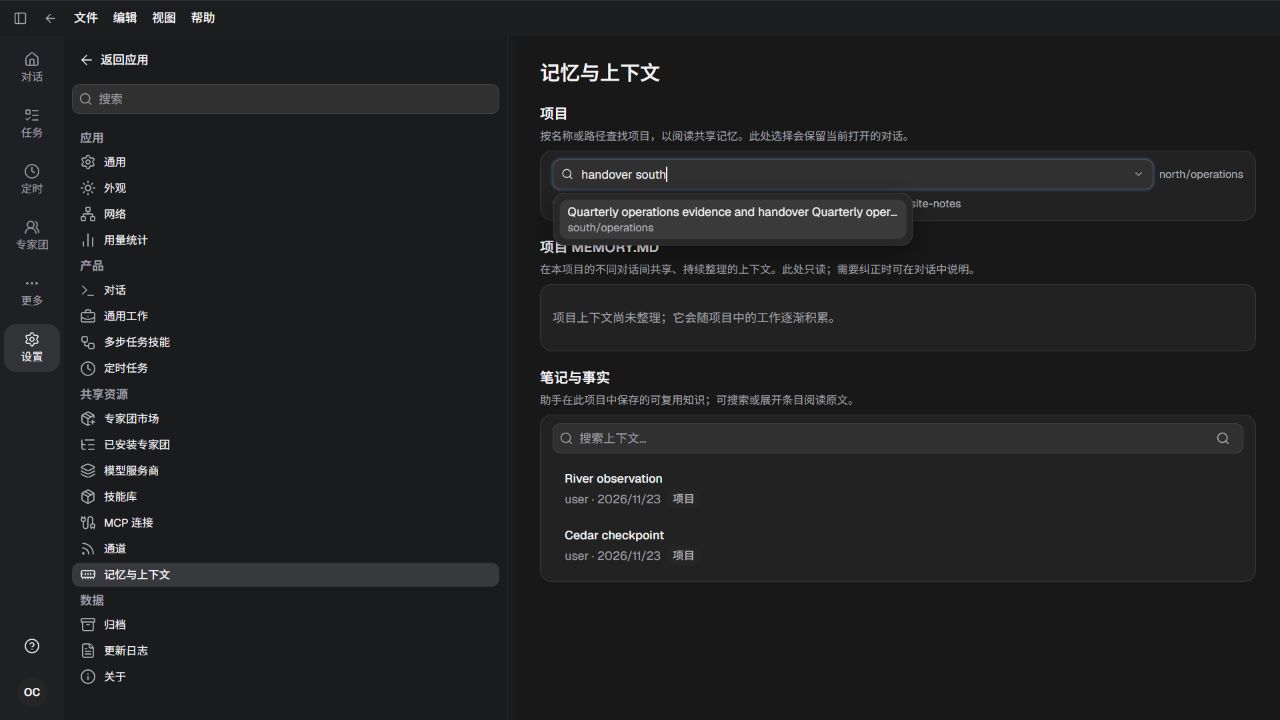 文件 编辑 视图 帮助
对话
任务
定时
专家团
更多
设置
OC
返回应用
搜索
应用
通用
外观
网络
用量统计
产品
对话
通用工作
多步任务技能
定时任务
共享资源
专家团市场
已安装专家团
模型服务商
技能库
MCP 连接
通道
记忆与上下文
数据
归档
更新日志
关于
记忆与上下文
项目
按名称或路径查找项目，以阅读共享记忆。此处选择会保留当前打开的对话。
handover south
north/operations
Quarterly operations evidence and handover Quarterly oper...
south/operations
site-notes
项目 MEMORY.MD
在本项目的不同对话间共享、持续整理的上下文。此处只读；需要纠正时可在对话中说明。
项目上下文尚未整理；它会随项目中的工作逐渐积累。
笔记与事实
助手在此项目中保存的可复用知识；可搜索或展开条目阅读原文。
搜索上下文...
River observation
user · 2026/11/23 项目
Cedar checkpoint
user · 2026/11/23 项目